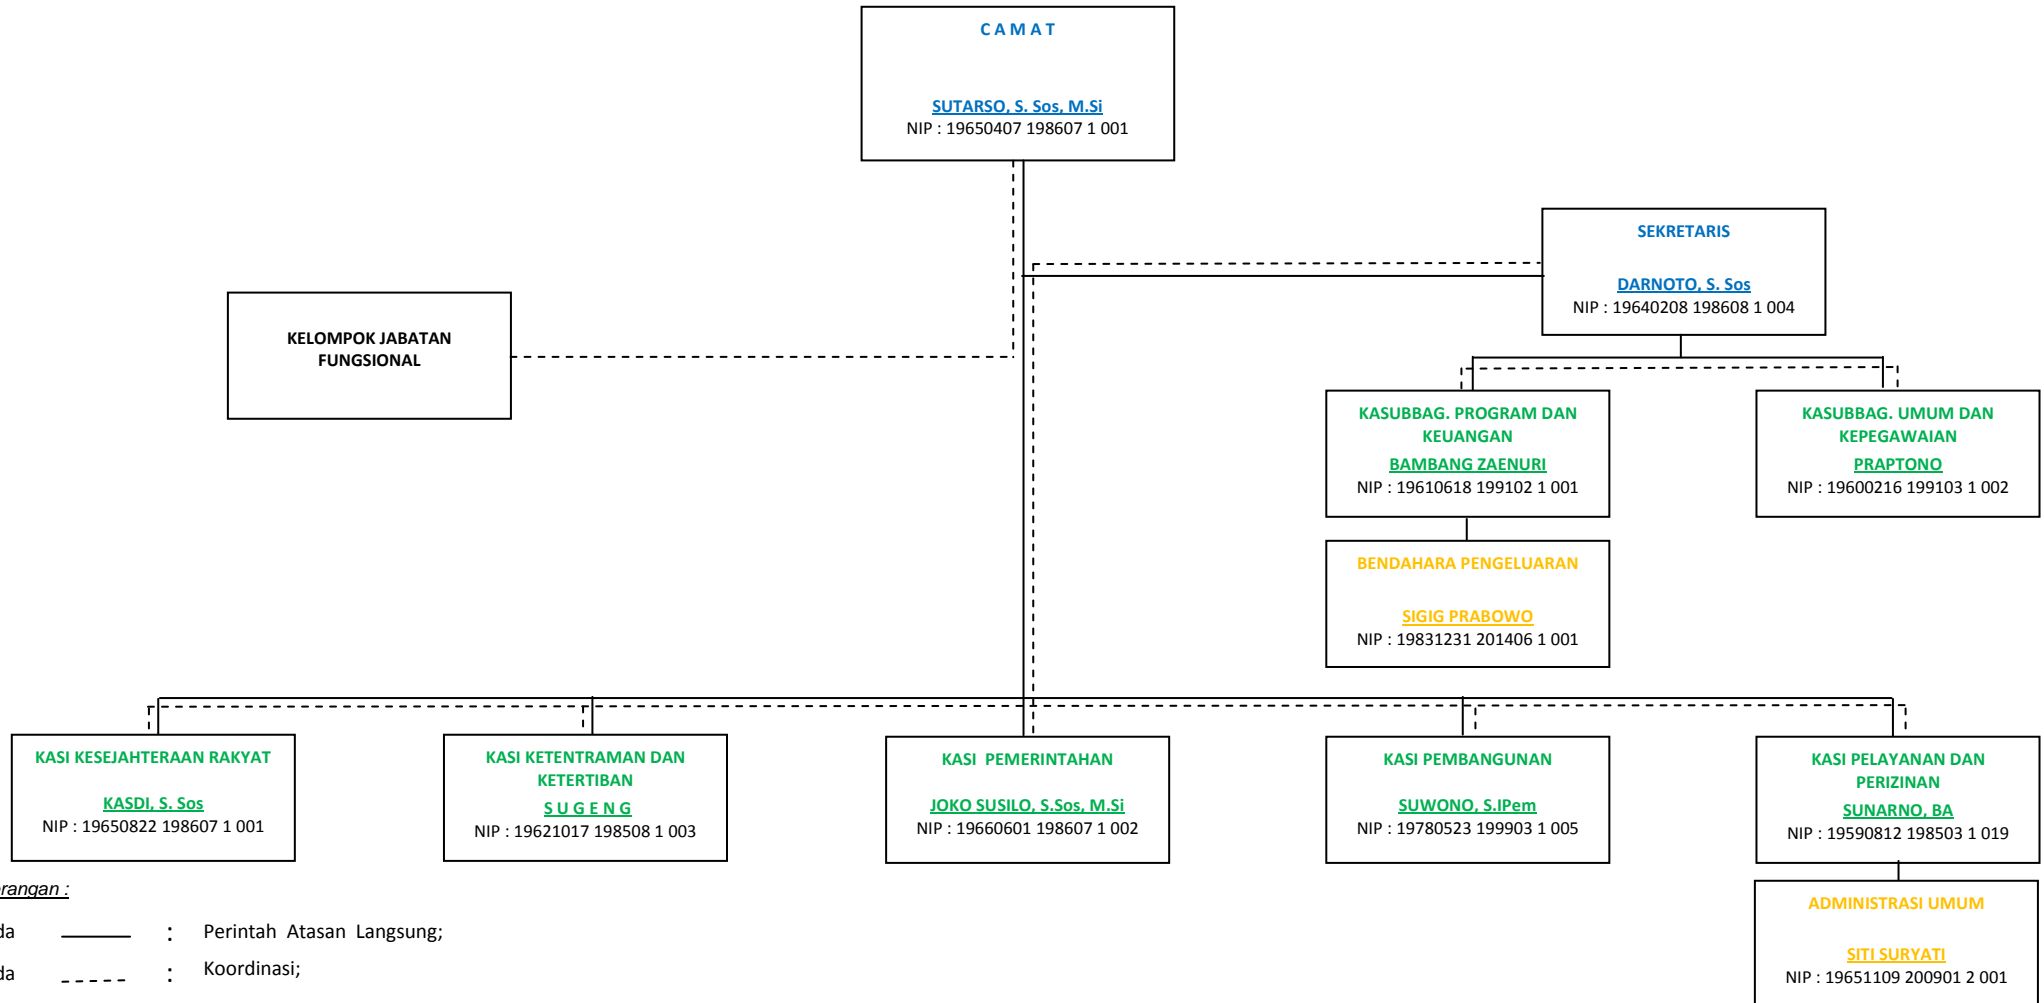 C A M A T
SUTARSO, S. Sos, M.Si
NIP : 19650407 198607 1 001
SEKRETARIS
DARNOTO, S. Sos
NIP : 19640208 198608 1 004
KELOMPOK JABATAN
FUNGSIONAL
KASUBBAG. PROGRAM DAN
KEUANGAN
BAMBANG ZAENURI
NIP : 19610618 199102 1 001
KASUBBAG. UMUM DAN
KEPEGAWAIAN
PRAPTONO
NIP : 19600216 199103 1 002
BENDAHARA PENGELUARAN
SIGIG PRABOWO
NIP : 19831231 201406 1 001
KASI KESEJAHTERAAN RAKYAT
KASDI, S. Sos
NIP : 19650822 198607 1 001
KASI KETENTRAMAN DAN
KETERTIBAN
S U G E N G
NIP : 19621017 198508 1 003
KASI PEMERINTAHAN
JOKO SUSILO, S.Sos, M.Si
NIP : 19660601 198607 1 002
KASI PEMBANGUNAN
SUWONO, S.IPem
NIP : 19780523 199903 1 005
KASI PELAYANAN DAN
PERIZINAN
SUNARNO, BA
NIP : 19590812 198503 1 019
ADMINISTRASI UMUM
SITI SURYATI
NIP : 19651109 200901 2 001
erangan :
da : Perintah Atasan Langsung;
da : Koordinasi;